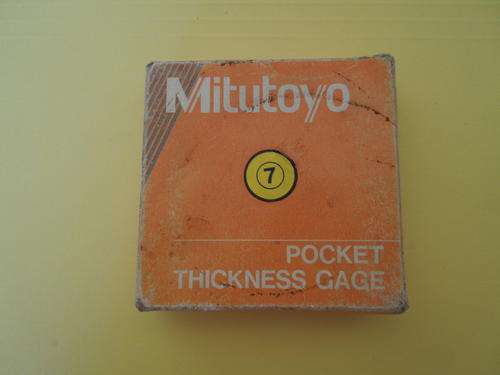 Mitutoyo
7
POCKET
THICKNESS GAGE